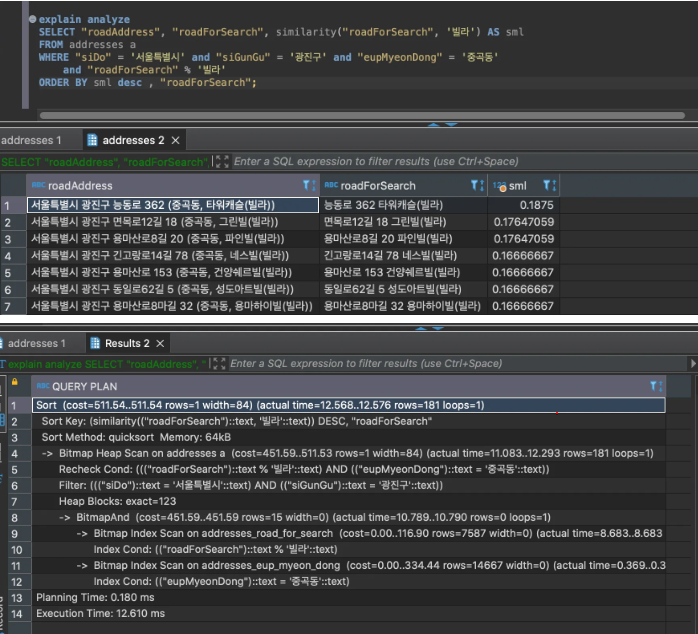 explain analyze
SELECT "roadAddress", "roadForSearch", similarity("roadForSearch", '빌라') AS sml
FROM addresses a
WHERE "siDo" = '서울특별시' and "siGunGu" = '광진구' and "eupMyeonDong" = '중곡동'
and "roadForSearch" % '빌라'
ORDER BY sml desc , "roadForSearch";
addresses 1 addresses 2
SELECT "roadAddress", "roadForSearch", Enter a SQL expression to filter results (use Ctrl+Space)
ABC roadAddress ABC roadForSearch 123 sml
1 서울특별시 광진구 능동로 362 (중곡동, 타워캐슬(빌라)) 능동로 362 타워캐슬(빌라) 0.1875
2 서울특별시 광진구 면목로12길 18 (중곡동, 그린빌(빌라)) 면목로12길 18 그린빌(빌라) 0.17647059
3 서울특별시 광진구 용마산로8길 20 (중곡동, 파인빌(빌라)) 용마산로8길 20 파인빌(빌라) 0.17647059
4 서울특별시 광진구 긴고랑로14길 78 (중곡동, 네스빌(빌라)) 긴고랑로14길 78 네스빌(빌라) 0.16666667
5 서울특별시 광진구 용마산로 153 (중곡동, 건양쉐르빌(빌라)) 용마산로 153 건양쉐르빌(빌라) 0.16666667
6 서울특별시 광진구 동일로62길 5 (중곡동, 성도아트빌(빌라)) 동일로62길 5 성도아트빌(빌라) 0.16666667
7 서울특별시 광진구 용마산로8마길 32 (중곡동, 용마하이빌(빌라)) 용마산로8마길 32 용마하이빌(빌라) 0.16666667
addresses 1 Results 2
explain analyze SELECT "roadAddress", " Enter a SQL expression to filter results (use Ctrl+Space)
ABC QUERY PLAN
1 Sort (cost=511.54..511.54 rows=1 width=84) (actual time=12.568..12.576 rows=181 loops=1)
2 Sort Key: (similarity(("roadForSearch")::text, '빌라'::text)) DESC, "roadForSearch"
3 Sort Method: quicksort Memory: 64kB
4 -> Bitmap Heap Scan on addresses a (cost=451.59..511.53 rows=1 width=84) (actual time=11.083..12.293 rows=181 loops=1)
5 Recheck Cond: ((("roadForSearch")::text % '빌라'::text) AND (("eupMyeonDong")::text = '중곡동'::text))
6 Filter: ((("siDo")::text = '서울특별시'::text) AND (("siGunGu")::text = '광진구'::text))
7 Heap Blocks: exact=123
8 -> BitmapAnd (cost=451.59..451.59 rows=15 width=0) (actual time=10.789..10.790 rows=0 loops=1)
9 -> Bitmap Index Scan on addresses_road_for_search (cost=0.00..116.90 rows=7587 width=0) (actual time=8.683..8.683
10 Index Cond: (("roadForSearch")::text % '빌라'::text)
11 -> Bitmap Index Scan on addresses_eup_myeon_dong (cost=0.00..334.44 rows=14667 width=0) (actual time=0.369..0.3
12 Index Cond: (("eupMyeonDong")::text = '중곡동'::text)
13 Planning Time: 0.180 ms
14 Execution Time: 12.610 ms